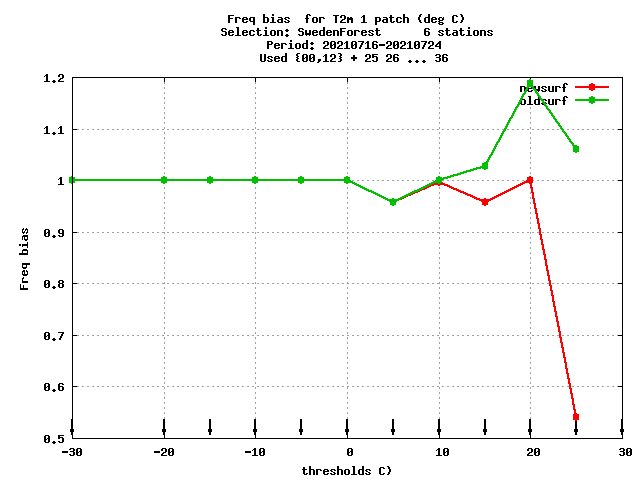 Freq bias  for T2m 1 patch (deg C)
Selection: SwedenForest      6 stations
Period: 20210716-20210724
Used {00,12} + 25 26 ... 36
1.2
1.1
1
0.9
0.8
0.7
0.6
0.5
Freq bias
newsurf
oldsurf
-30 -20 -10 0 10 20 30
thresholds C)